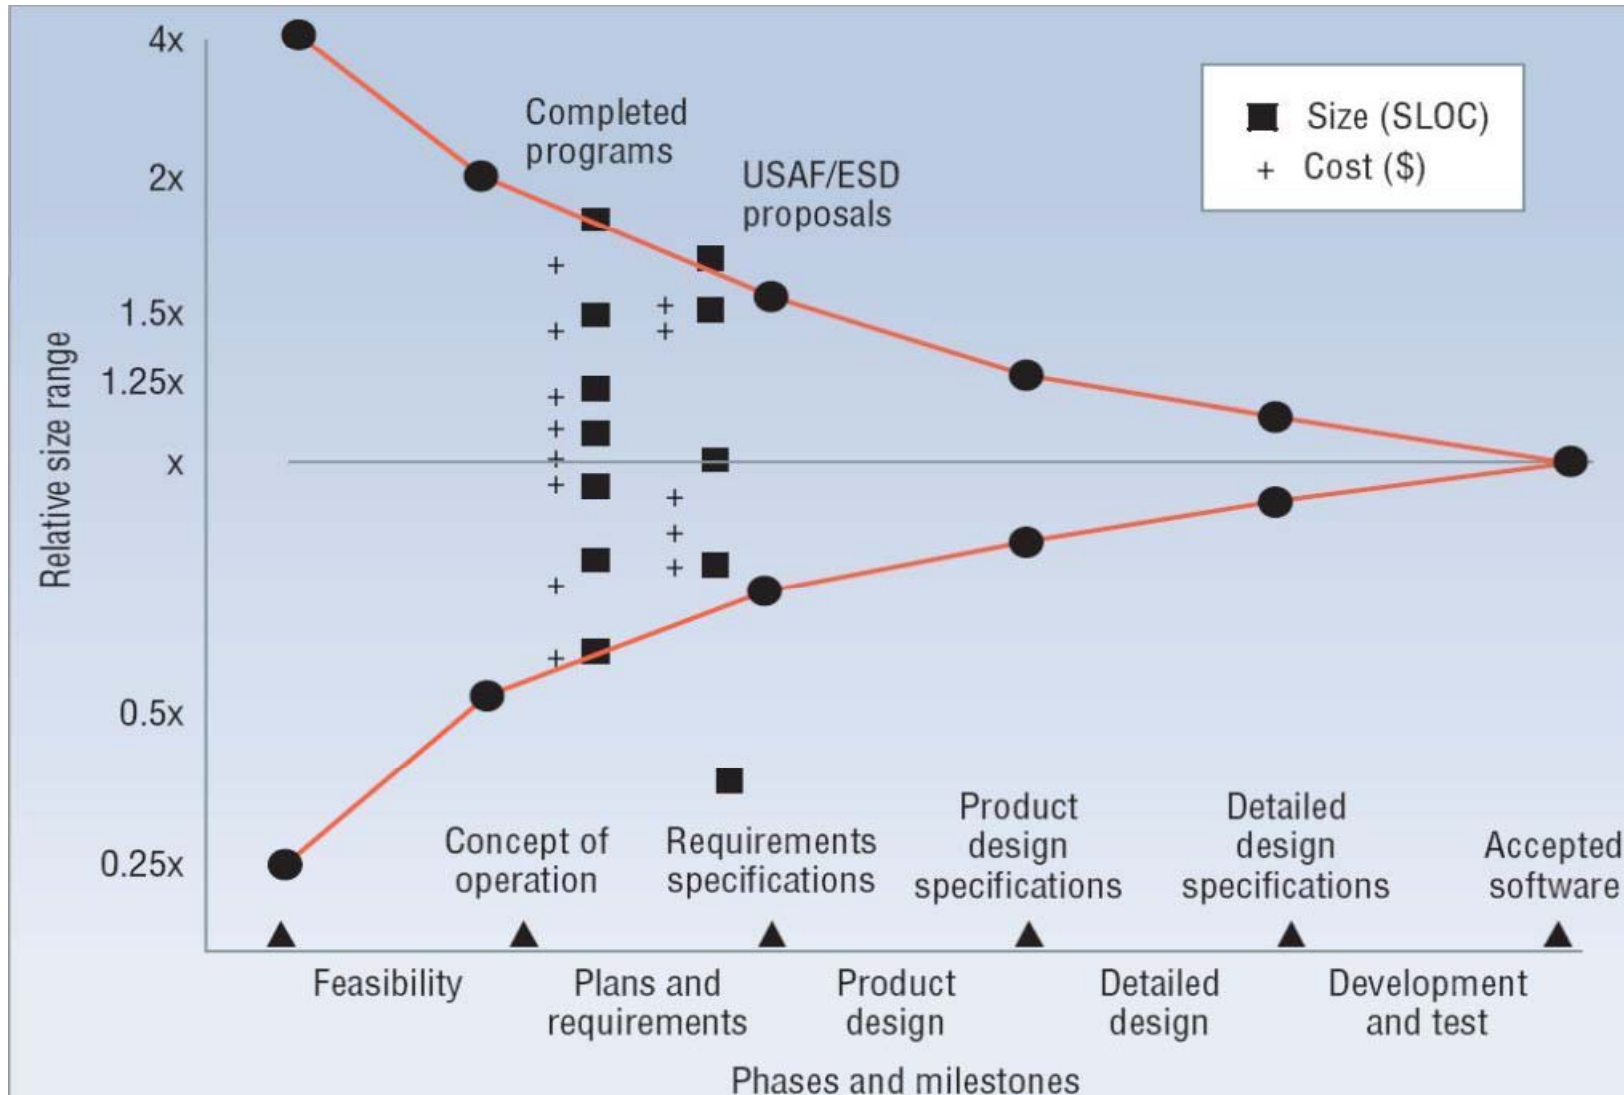 4x
2x
1.5x
1.25x
x
0.5x
0.25x
Relative size range
Completed
programs
USAF/ESD
proposals
Size (SLOC)
+ Cost ($)
Concept of
operation
Requirements
specifications
Product
design
specifications
Detailed
design
specifications
Accepted
software
Feasibility
Plans and
requirements
Product
design
Detailed
design
Development
and test
Phases and milestones